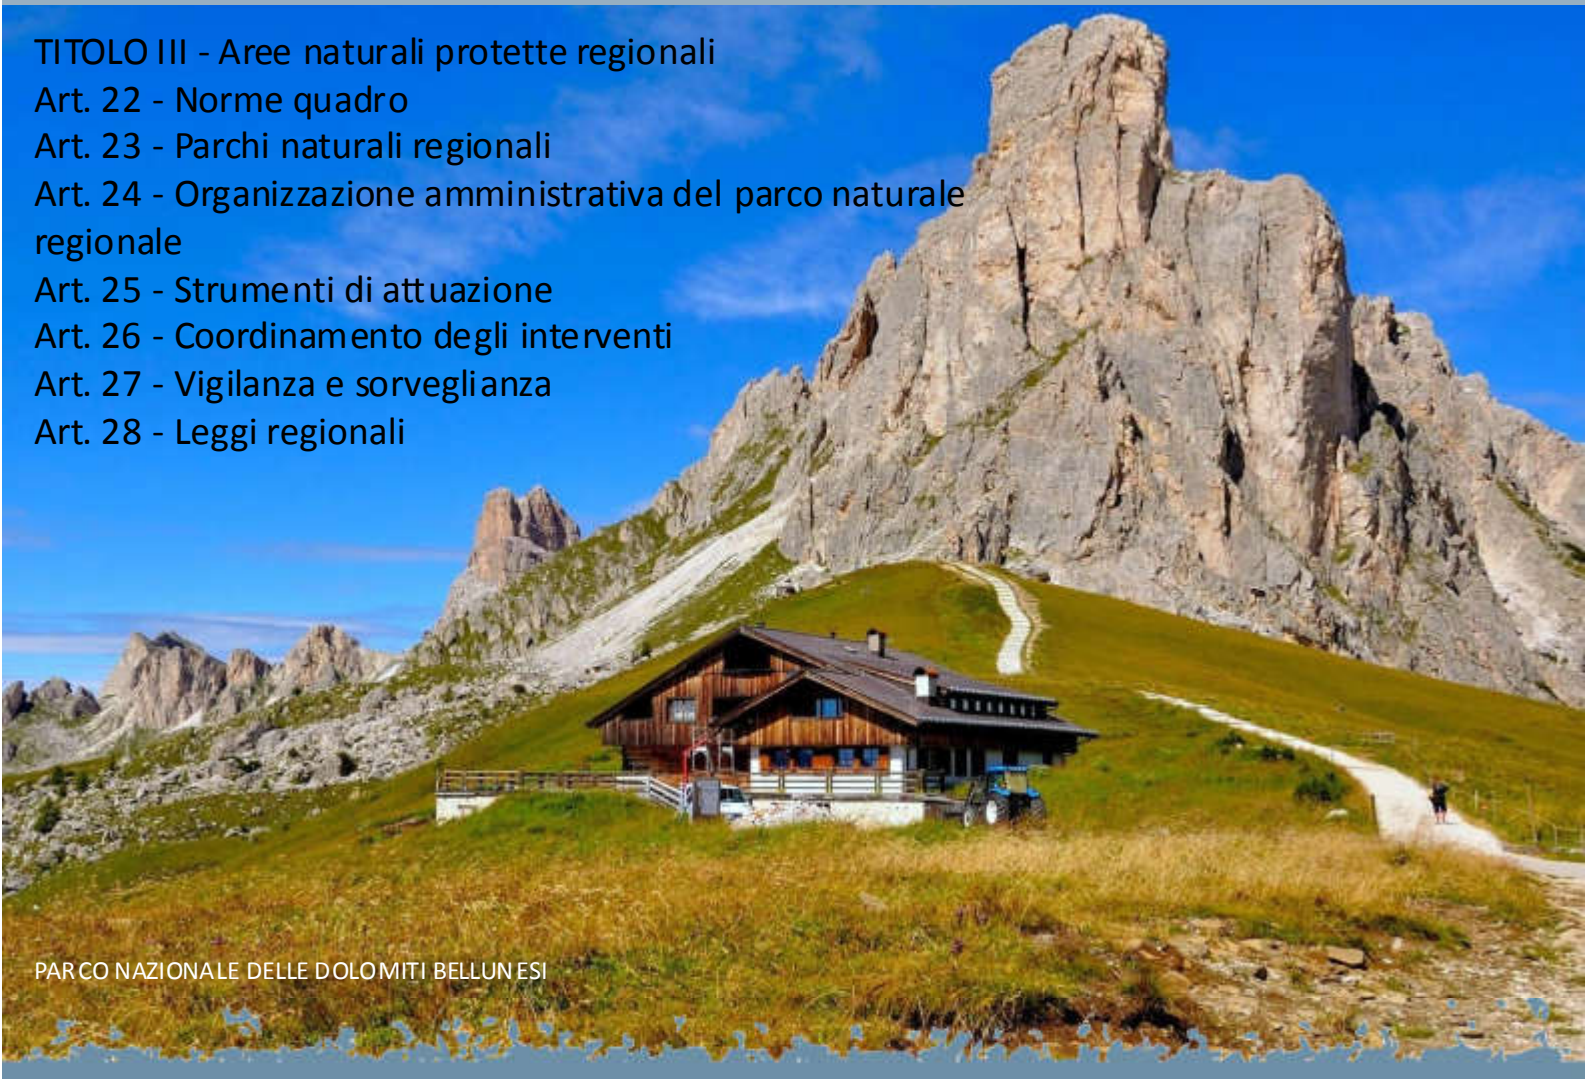 TITOLO III - Aree naturali protette regionali
Art. 22 - Norme quadro
Art. 23 - Parchi naturali regionali
Art. 24 - Organizzazione amministrativa del parco naturale
regionale
Art. 25 - Strumenti di attuazione
Art. 26 - Coordinamento degli interventi
Art. 27 - Vigilanza e sorveglianza
Art. 28 - Leggi regionali
PARCO NAZIONALE DELLE DOLOMITI BELLUNESI